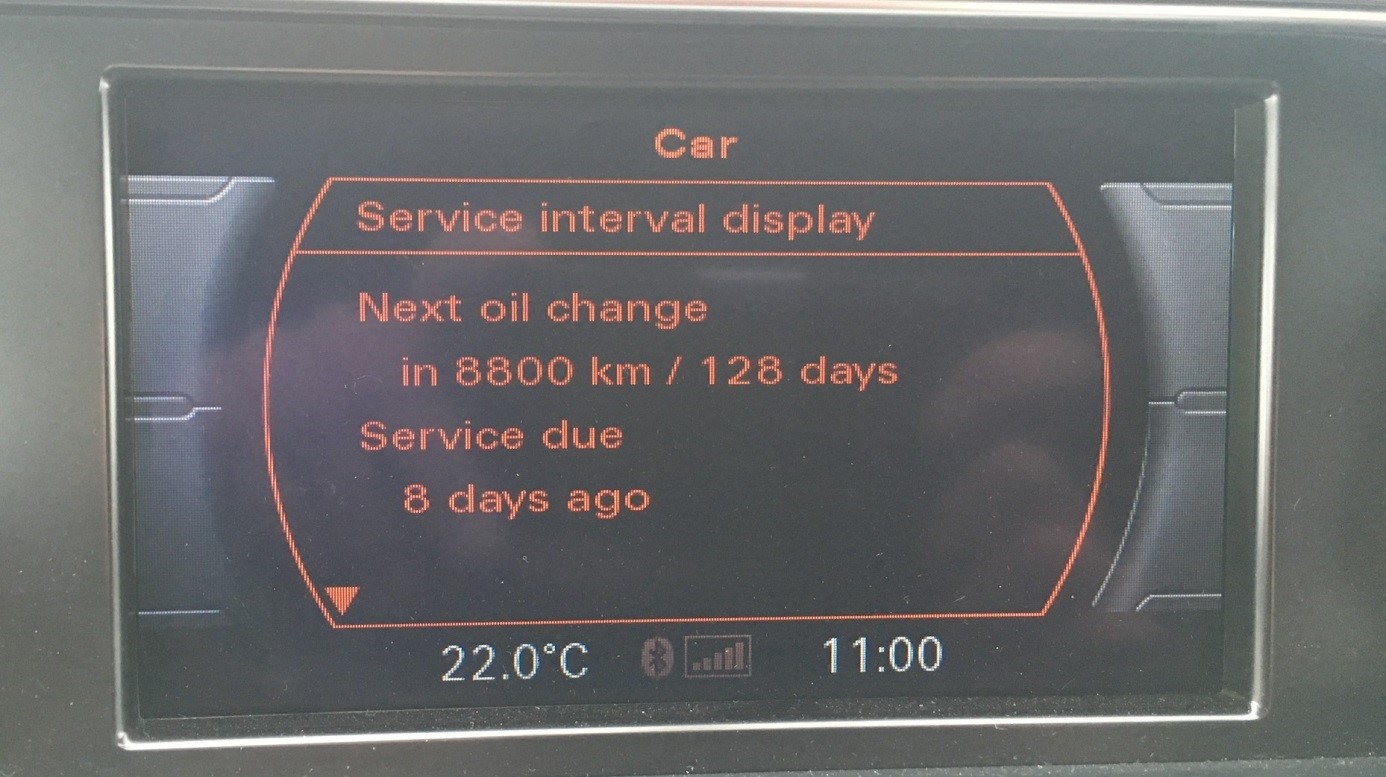 Car
Service interval display
Next oil change
in 8800 km / 128 days
Service due
8 days ago
22.0°C 11:00